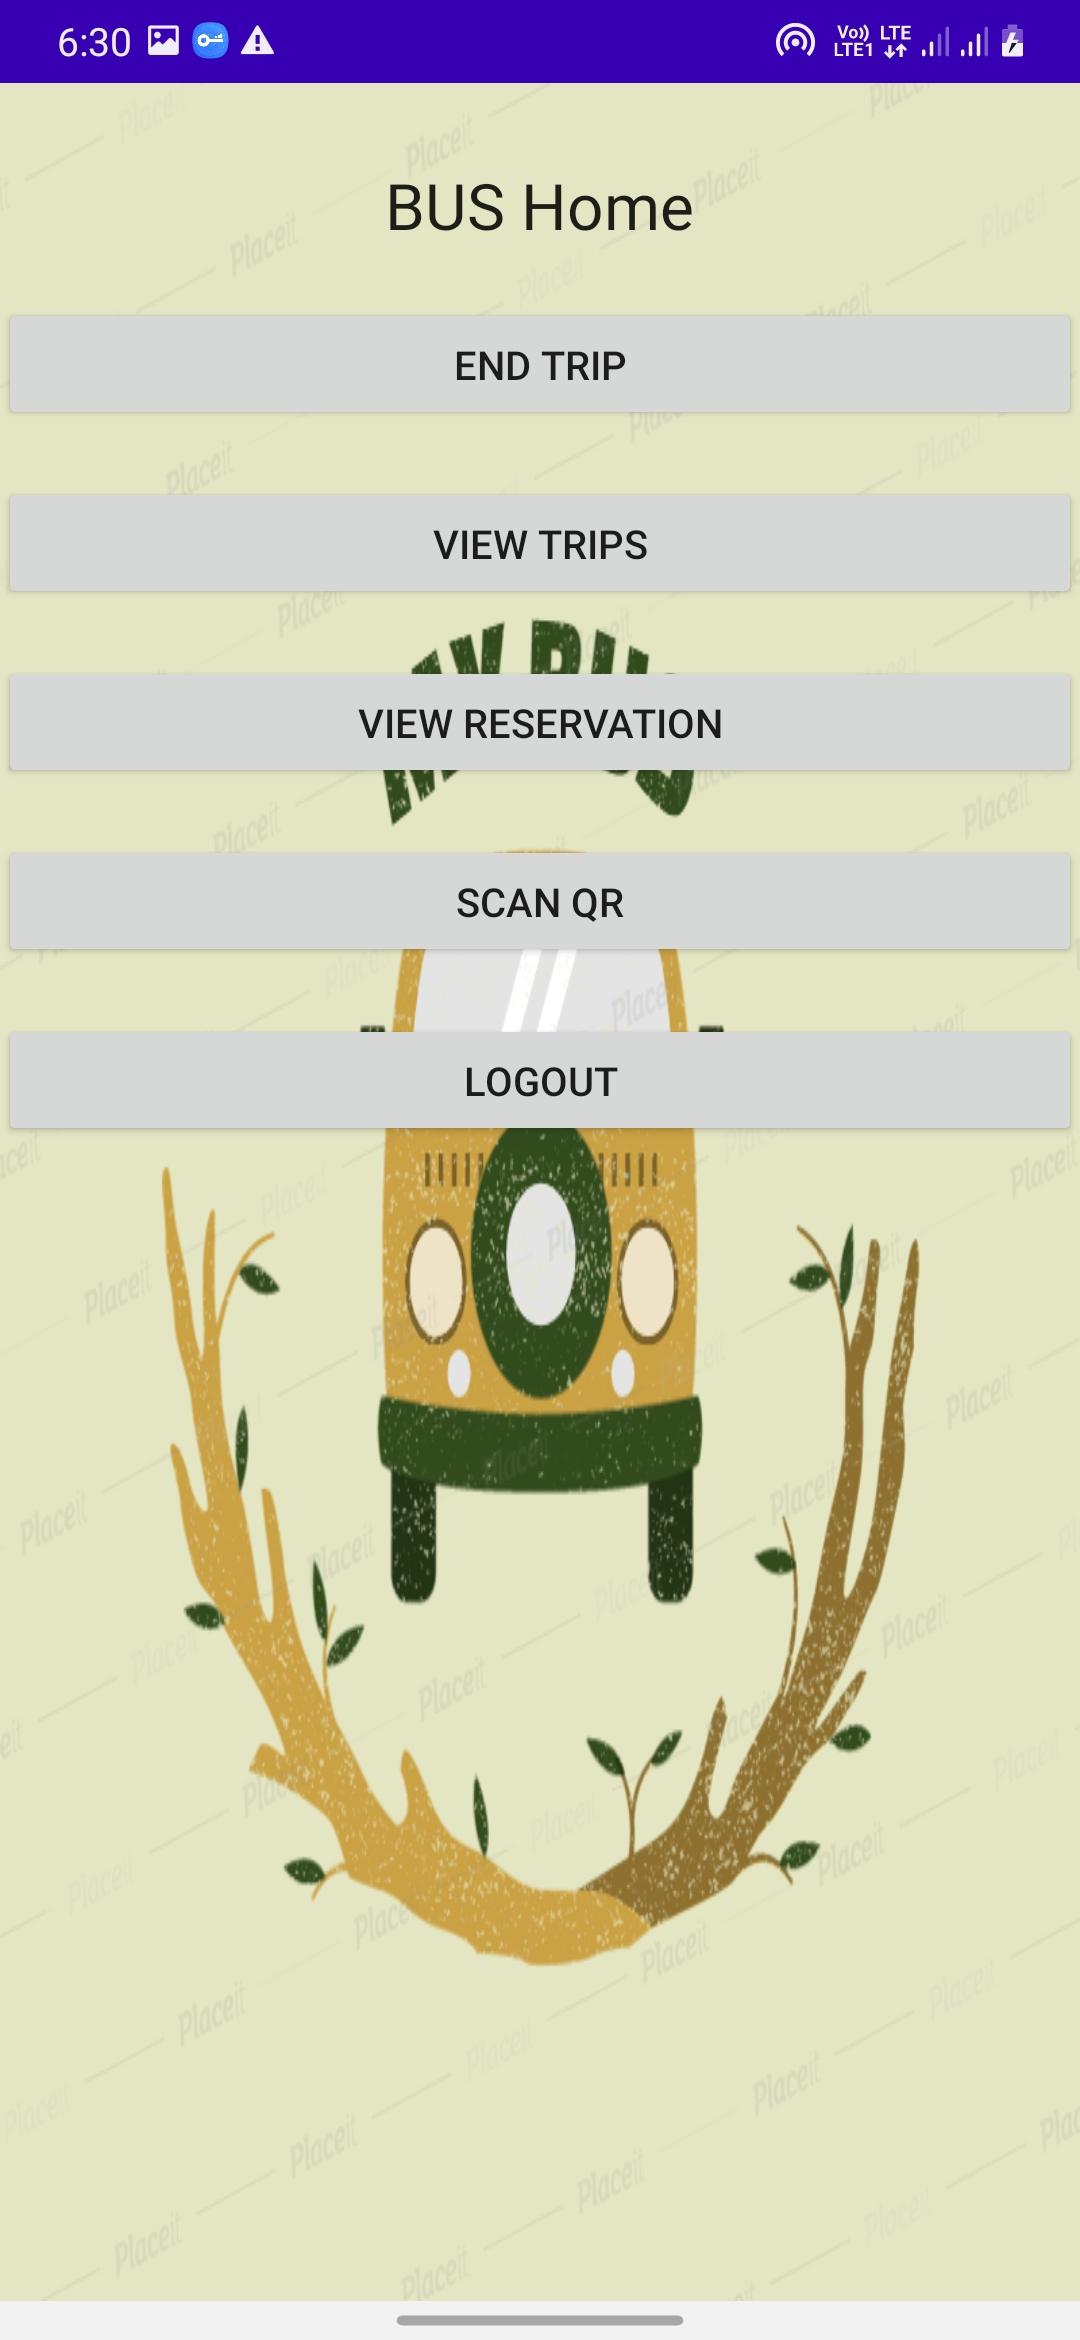 6:30
Vo)) LTE
LTE1
BUS Home
END TRIP
VIEW TRIPS
VIEW RESERVATION
SCAN QR
LOGOUT
Placeit